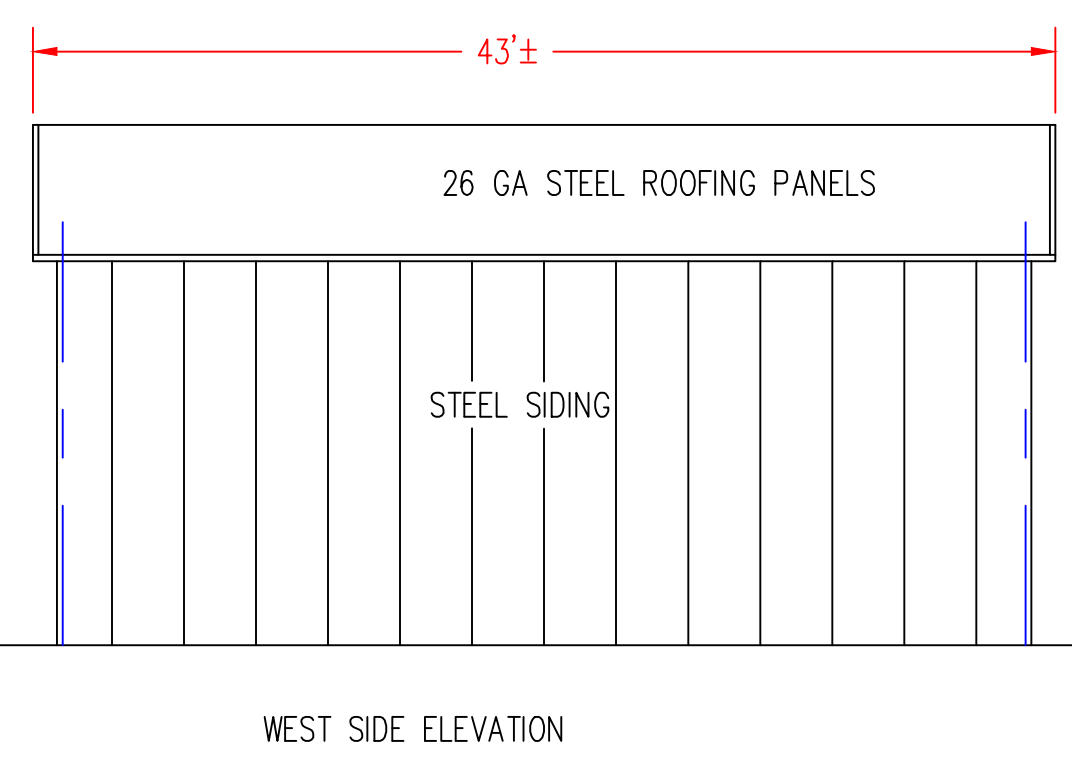 43'±
26 GA STEEL ROOFING PANELS
STEEL SIDING
WEST SIDE ELEVATION